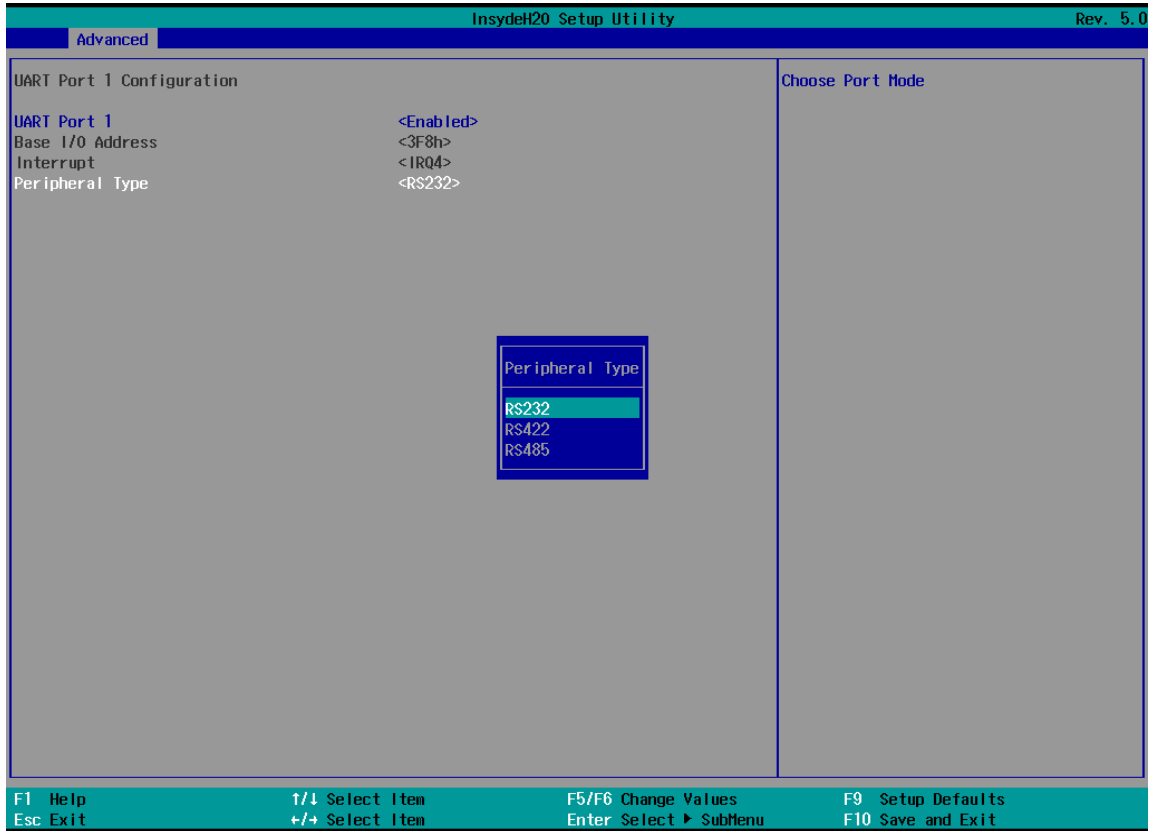 InsydeH20 Setup Utility Rev. 5.0
Advanced
UART Port 1 Configuration
Choose Port Mode
UART Port 1 <Enabled>
Base I/O Address <3F8h>
Interrupt <IRQ4>
Peripheral Type <RS232>
Peripheral Type
RS232
RS422
RS485
F1 Help ↑/↓ Select Item F5/F6 Change Values F9 Setup Defaults
Esc Exit ←/→ Select Item Enter Select ▶ SubMenu F10 Save and Exit